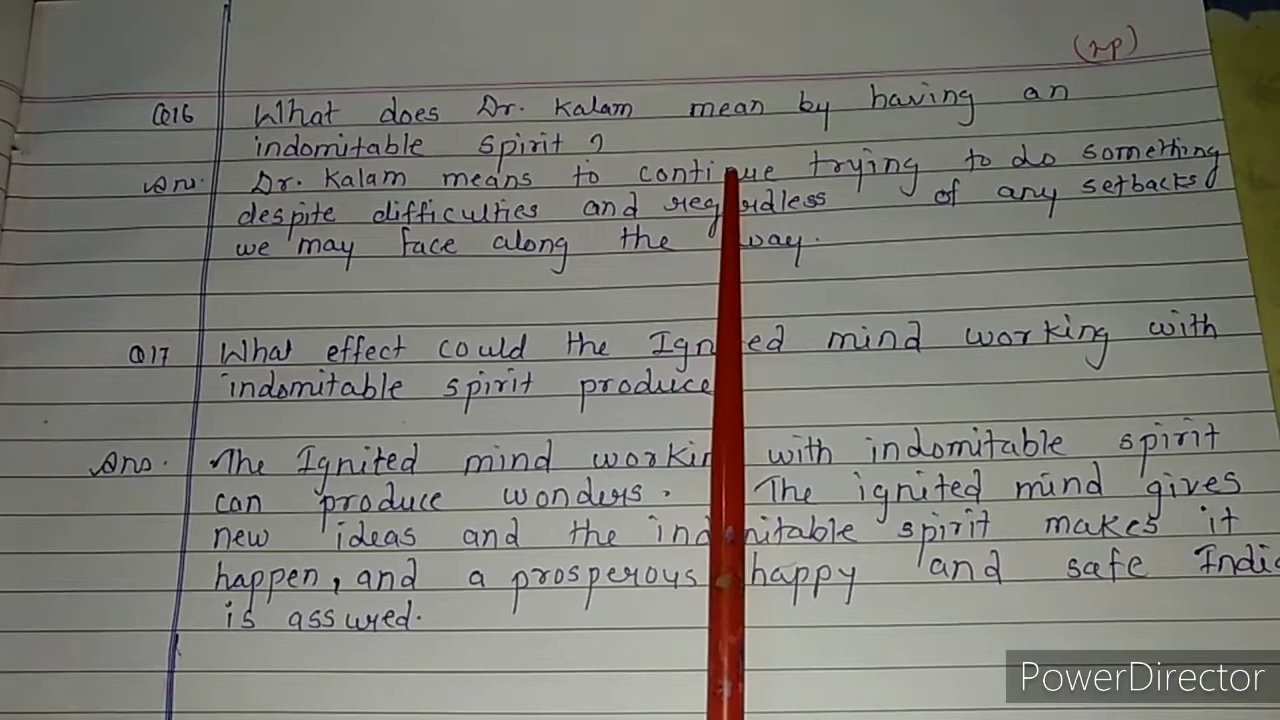 (rp)
Q16 What does Dr. Kalam mean by having an
indomitable spirit ?
Ans. Dr. Kalam means to continue trying to do something
despite difficulties and regardless of any setbacks
we may face along the way.
Q17 What effect could the Ignited mind working with
indomitable spirit produce
Ans. The Ignited mind working with indomitable spirit
can produce wonders. The ignited mind gives
new ideas and the indomitable spirit makes it
happen, and a prosperous happy and safe India
is assured.
PowerDirector